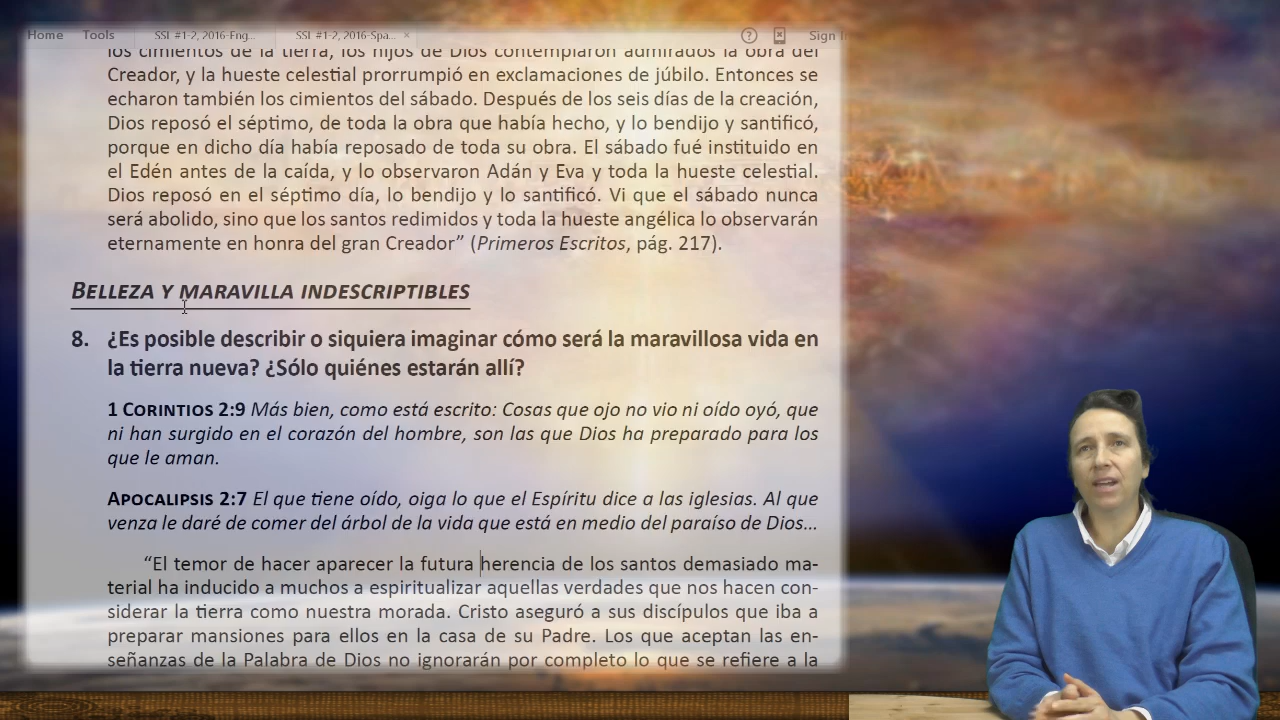 Home Tools SSL #1-2, 2016-Eng... SSL #1-2, 2016-Spa... × ? Sign In
los cimientos de la tierra, los hijos de Dios contemplaron admirados la obra del
Creador, y la hueste celestial prorrumpió en exclamaciones de júbilo. Entonces se
echaron también los cimientos del sábado. Después de los seis días de la creación,
Dios reposó el séptimo, de toda la obra que había hecho, y lo bendijo y santificó,
porque en dicho día había reposado de toda su obra. El sábado fué instituido en
el Edén antes de la caída, y lo observaron Adán y Eva y toda la hueste celestial.
Dios reposó en el séptimo día, lo bendijo y lo santificó. Vi que el sábado nunca
será abolido, sino que los santos redimidos y toda la hueste angélica lo observarán
eternamente en honra del gran Creador” (Primeros Escritos, pág. 217).
BELLEZA Y MARAVILLA INDESCRIPTIBLES
8. ¿Es posible describir o siquiera imaginar cómo será la maravillosa vida en
la tierra nueva? ¿Sólo quiénes estarán allí?
1 CORINTIOS 2:9 Más bien, como está escrito: Cosas que ojo no vio ni oído oyó, que
ni han surgido en el corazón del hombre, son las que Dios ha preparado para los
que le aman.
APOCALIPSIS 2:7 El que tiene oído, oiga lo que el Espíritu dice a las iglesias. Al que
venza le daré de comer del árbol de la vida que está en medio del paraíso de Dios...
“El temor de hacer aparecer la futura herencia de los santos demasiado ma-
terial ha inducido a muchos a espiritualizar aquellas verdades que nos hacen con-
siderar la tierra como nuestra morada. Cristo aseguró a sus discípulos que iba a
preparar mansiones para ellos en la casa de su Padre. Los que aceptan las en-
señanzas de la Palabra de Dios no ignorarán por completo lo que se refiere a la